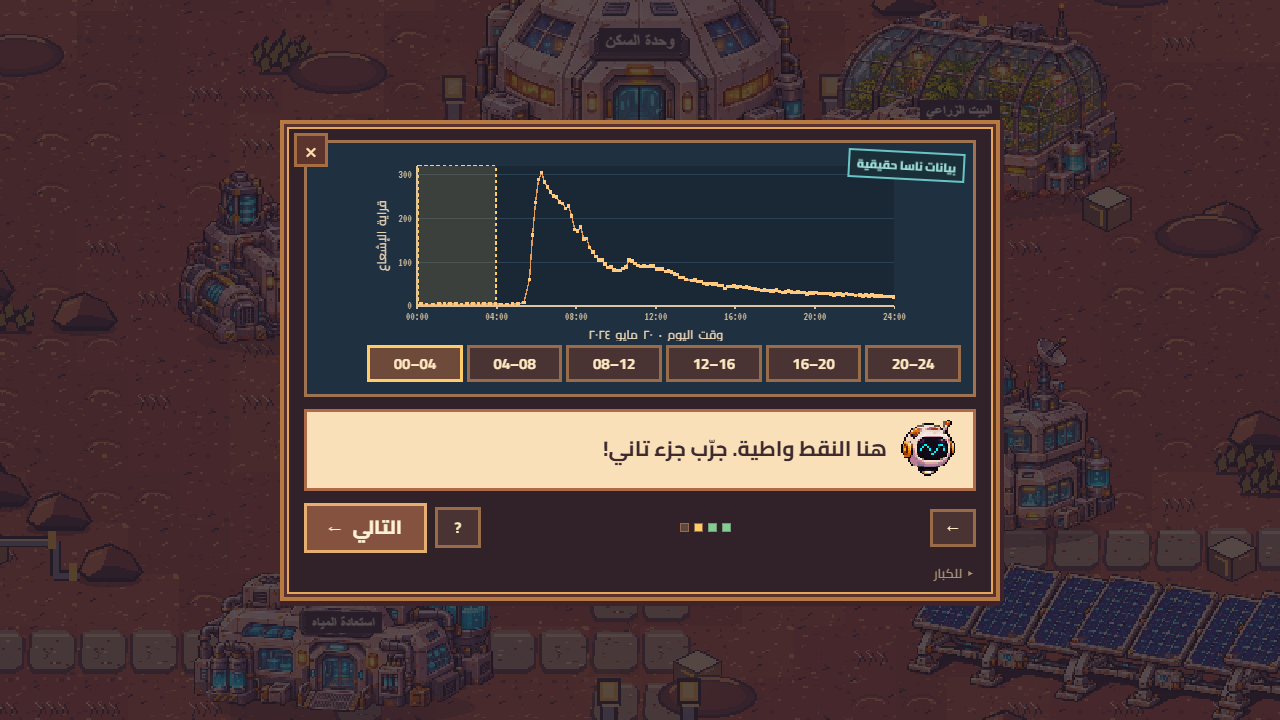 وحدة السكن
البيت الزراعي
×
بيانات ناسا حقيقية
قراية الإشعاع
300
200
100
0
00:00 04:00 08:00 12:00 16:00 20:00 24:00
وقت اليوم · ٢٠ مايو ٢٠٢٤
00–04 04–08 08–12 12–16 16–20 20–24
هنا النقط واطية. جرّب جزء تاني!
←
?
التالي ←
▸ للكبار
استعادة المياه